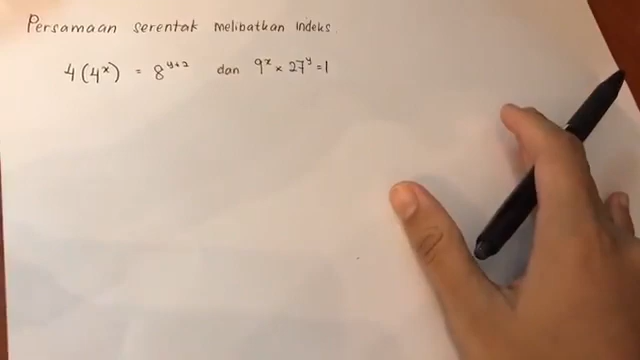 Persamaan serentak melibatkan indeks.
4(4^x) = 8^{y+2} dan 9^x × 27^y = 1